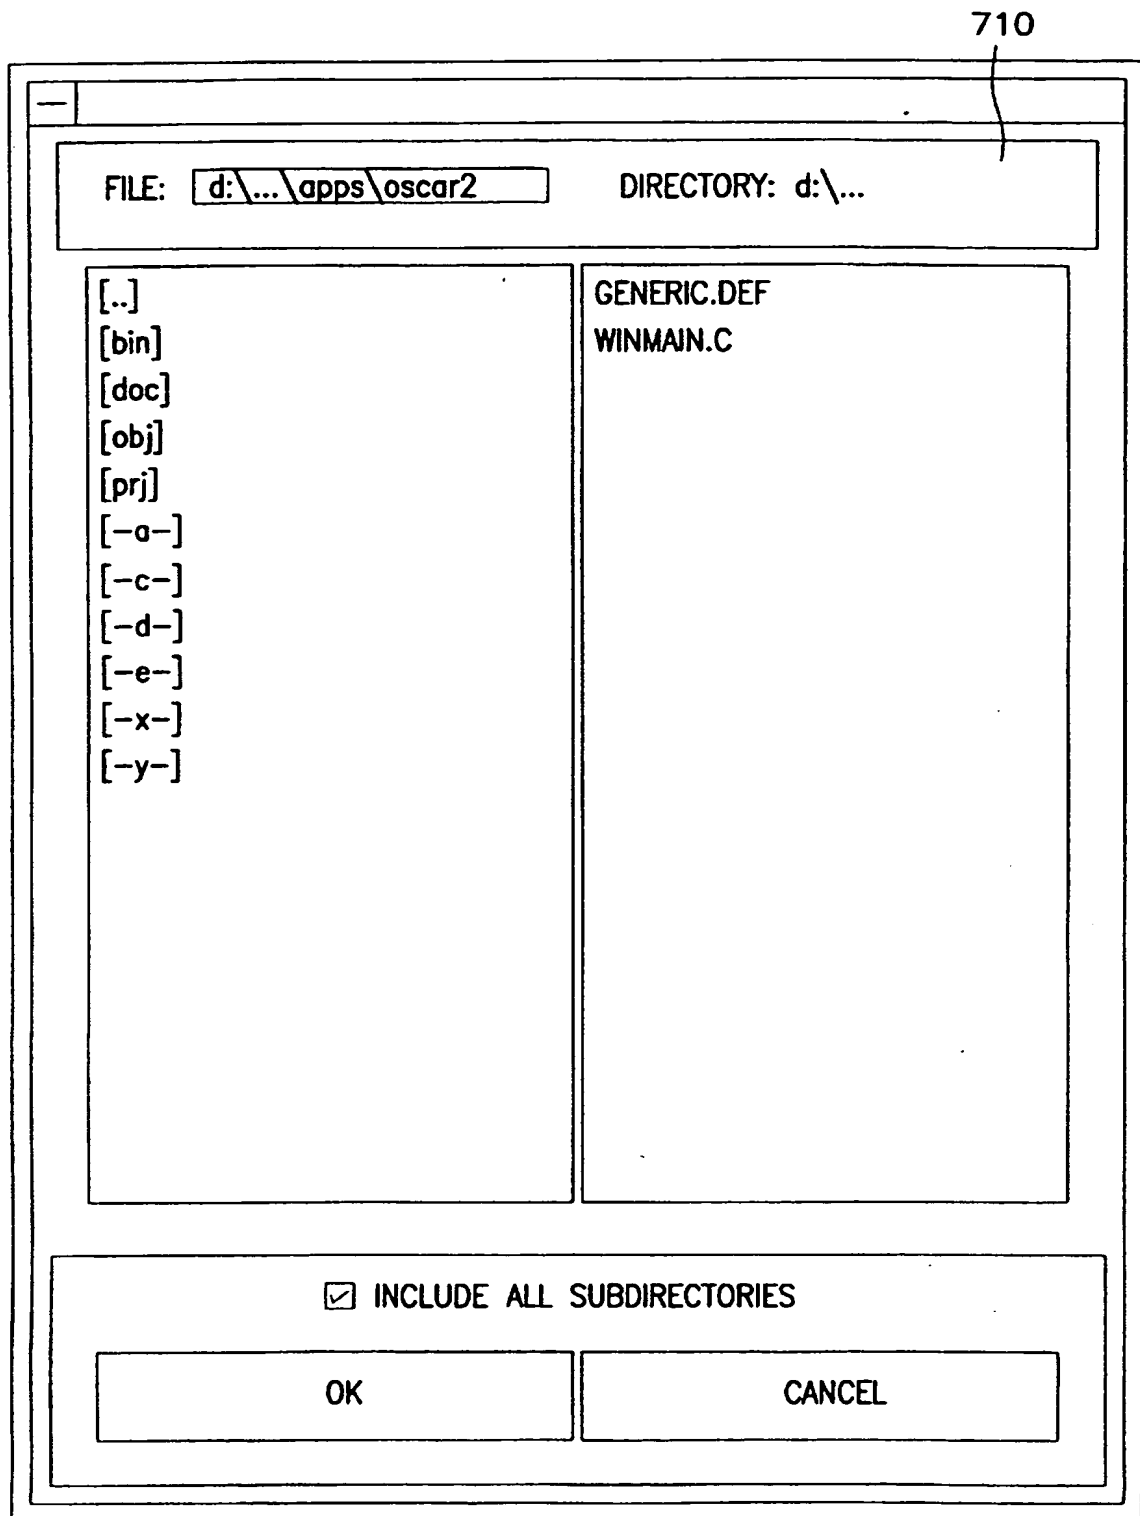 710
FILE: d:\...\apps\oscar2 DIRECTORY: d:\...
[..]
[bin]
[doc]
[obj]
[prj]
[-a-]
[-c-]
[-d-]
[-e-]
[-x-]
[-y-]
GENERIC.DEF
WINMAIN.C
INCLUDE ALL SUBDIRECTORIES
OK
CANCEL